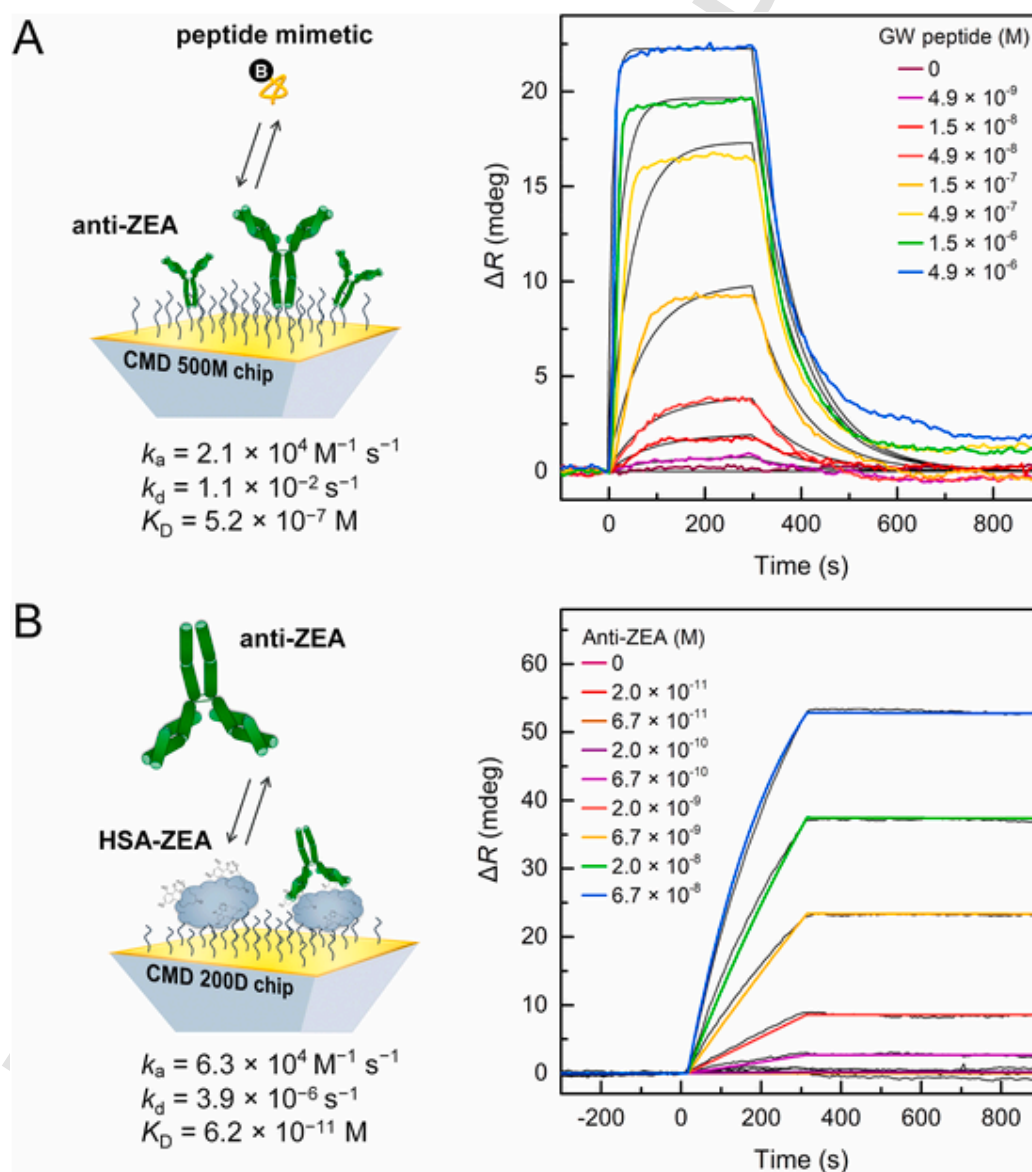 A
peptide mimetic
B
anti-ZEA
CMD 500M chip
kₐ = 2.1 × 10⁴ M⁻¹ s⁻¹
k_d = 1.1 × 10⁻² s⁻¹
K_D = 5.2 × 10⁻⁷ M
GW peptide (M)
0
4.9 × 10⁻⁹
1.5 × 10⁻⁸
4.9 × 10⁻⁸
1.5 × 10⁻⁷
4.9 × 10⁻⁷
1.5 × 10⁻⁶
4.9 × 10⁻⁶
ΔR (mdeg)
20
15
10
5
0
0 200 400 600 800
Time (s)
B
anti-ZEA
HSA-ZEA
CMD 200D chip
kₐ = 6.3 × 10⁴ M⁻¹ s⁻¹
k_d = 3.9 × 10⁻⁶ s⁻¹
K_D = 6.2 × 10⁻¹¹ M
Anti-ZEA (M)
0
2.0 × 10⁻¹¹
6.7 × 10⁻¹¹
2.0 × 10⁻¹⁰
6.7 × 10⁻¹⁰
2.0 × 10⁻⁹
6.7 × 10⁻⁹
2.0 × 10⁻⁸
6.7 × 10⁻⁸
ΔR (mdeg)
60
50
40
30
20
10
0
-200 0 200 400 600 800
Time (s)